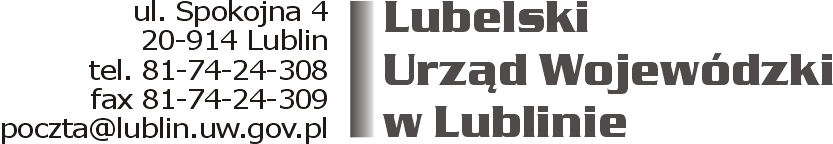 ul. Spokojna 4
20-914 Lublin
tel. 81-74-24-308
fax 81-74-24-309
poczta@lublin.uw.gov.pl
Lubelski
Urząd Wojewódzki
w Lublinie